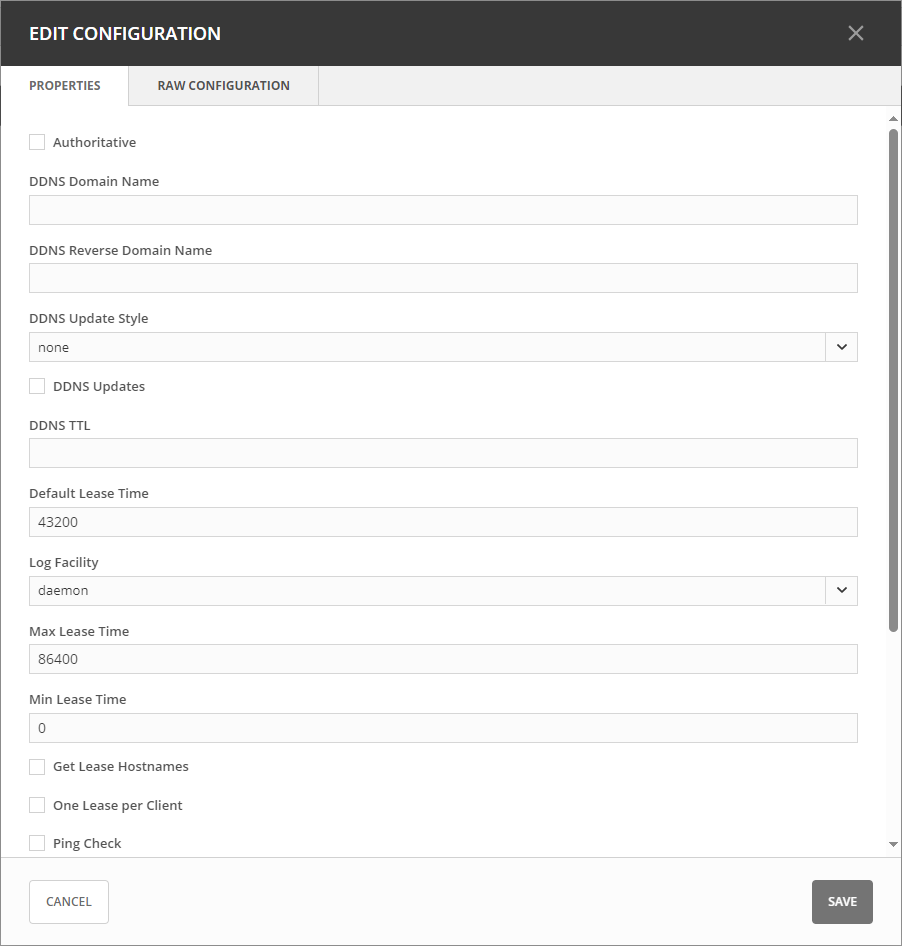 EDIT CONFIGURATION
PROPERTIES
RAW CONFIGURATION
Authoritative
DDNS Domain Name
DDNS Reverse Domain Name
DDNS Update Style
none
DDNS Updates
DDNS TTL
Default Lease Time
43200
Log Facility
daemon
Max Lease Time
86400
Min Lease Time
0
Get Lease Hostnames
One Lease per Client
Ping Check
CANCEL
SAVE